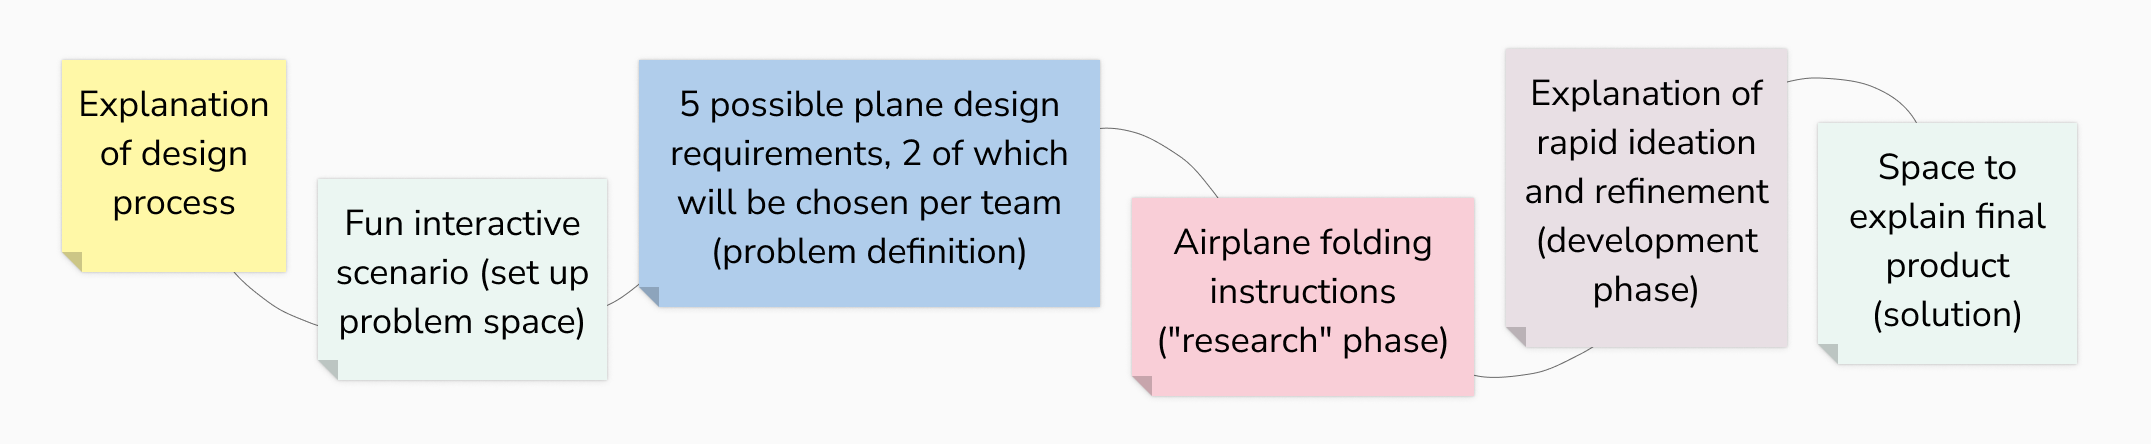 Explanation
of design
process
Fun interactive
scenario (set up
problem space)
5 possible plane design
requirements, 2 of which
will be chosen per team
(problem definition)
Airplane folding
instructions
("research" phase)
Explanation of
rapid ideation
and refinement
(development
phase)
Space to
explain final
product
(solution)